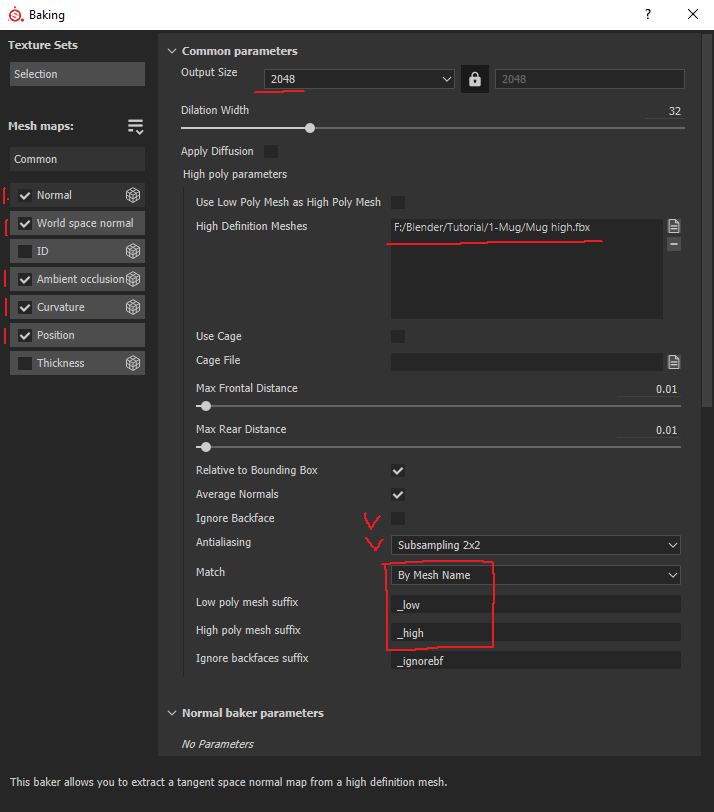 Baking
Texture Sets
Selection
Mesh maps:
Common
Normal
World space normal
ID
Ambient occlusion
Curvature
Position
Thickness
Common parameters
Output Size 2048 2048
Dilation Width 32
Apply Diffusion
High poly parameters
Use Low Poly Mesh as High Poly Mesh
High Definition Meshes F:/Blender/Tutorial/1-Mug/Mug high.fbx
Use Cage
Cage File
Max Frontal Distance 0.01
Max Rear Distance 0.01
Relative to Bounding Box
Average Normals
Ignore Backface
Antialiasing Subsampling 2x2
Match By Mesh Name
Low poly mesh suffix _low
High poly mesh suffix _high
Ignore backfaces suffix _ignorebf
Normal baker parameters
No Parameters
This baker allows you to extract a tangent space normal map from a high definition mesh.